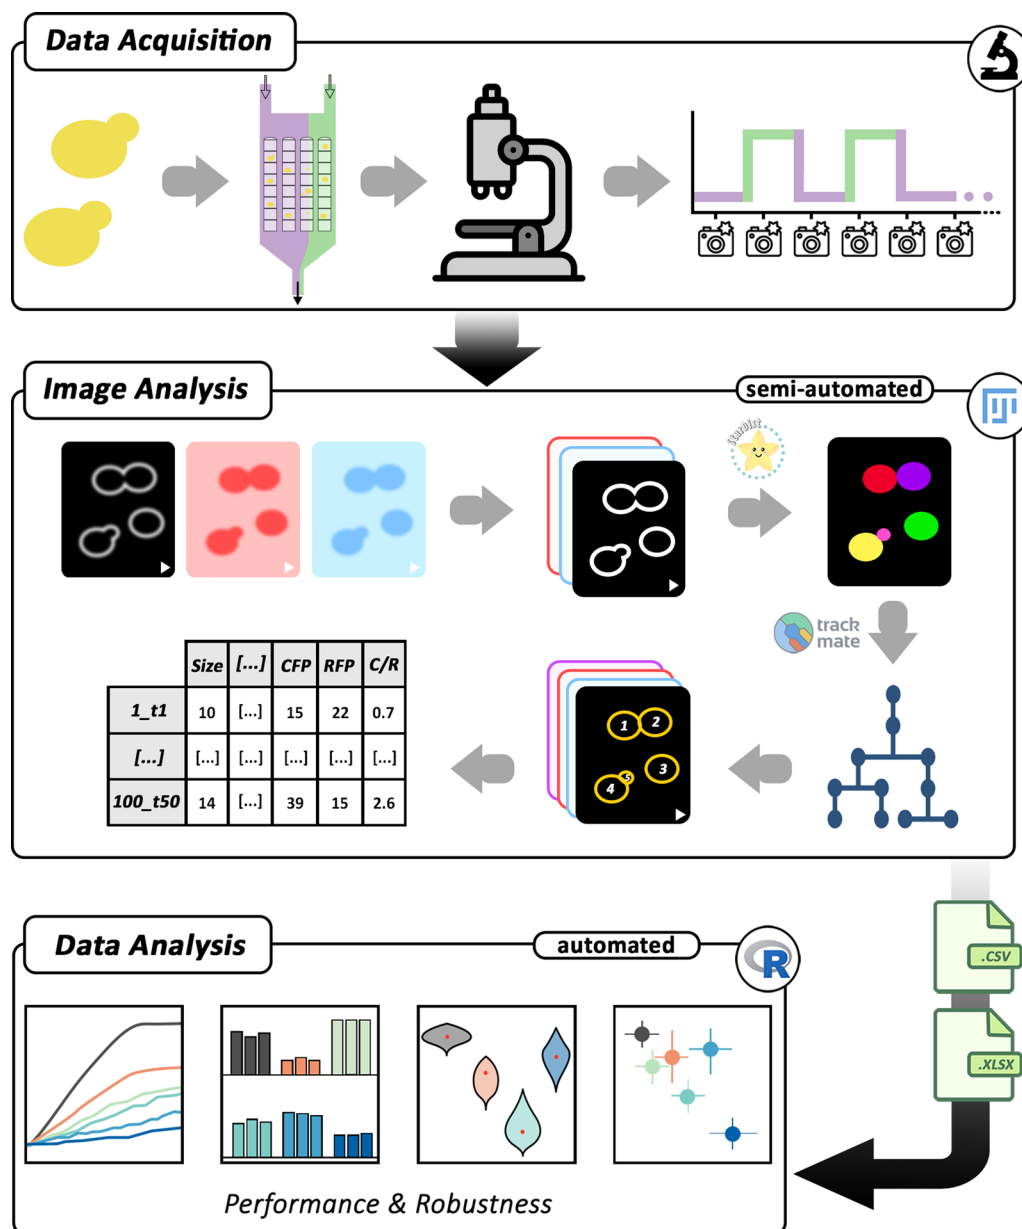 Data Acquisition
Image Analysis
semi-automated
StarDist
track
mate
Size [...] CFP RFP C/R
1_t1 10 [...] 15 22 0.7
[...] [...] [...] [...] [...] [...]
100_t50 14 [...] 39 15 2.6
1 2
3
4 5
Data Analysis
automated
R
.CSV
.XLSX
Performance & Robustness